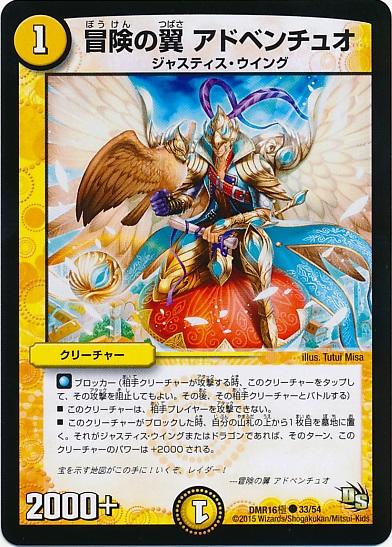 1
ぼうけん つばさ
冒険の翼 アドベンチュオ
ジャスティス・ウイング
illus. Tutur Misa
クリーチャー
ブロッカー(相手クリーチャーが攻撃する時、このクリーチャーをタップし
て、その攻撃を阻止してもよい。その後、その相手クリーチャーとバトルする)
■ このクリーチャーは、相手プレイヤーを攻撃できない。
■ このクリーチャーがブロックした時、自分の山札の上から1枚目を墓地に置
く。それがジャスティス・ウイングまたはドラゴンであれば、そのターン、この
クリーチャーのパワーは+2000される。
宝を示す地図がこの手に!いくぞ、レイダー!
---冒険の翼 アドベンチュオ
2000+
1
DMR16極 ● 33/54
©2015 Wizards/Shogakukan/Mitsui-Kids
DS